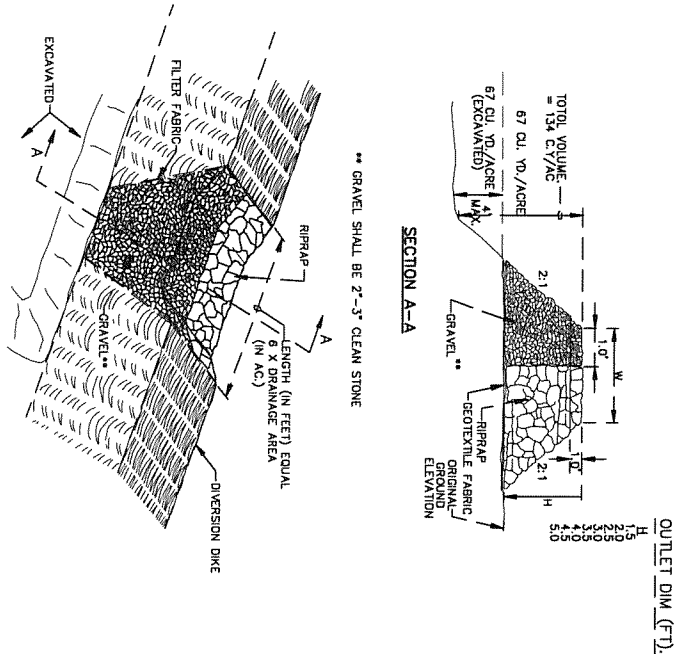 OUTLET DIM (FT).
H
1.5
2.0
2.5
3.0
3.5
4.0
4.5
5.0
TOTOL VOLUME
= 134 C.Y/AC
67 CU. YD./ACRE
67 CU. YD./ACRE
(EXCAVATED)
4'
MAX.
2:1
1.0'
W
1.0'
2:1
H
GRAVEL **
RIPRAP
GEOTEXTILE FABRIC
ORIGINAL
GROUND
ELEVATION
SECTION A-A
** GRAVEL SHALL BE 2"-3" CLEAN STONE
EXCAVATED
A
FILTER FABRIC
RIPRAP
A
LENGTH (IN FEET) EQUAL
6 X DRAINAGE AREA
(IN AC.)
GRAVEL**
DIVERSION DIKE